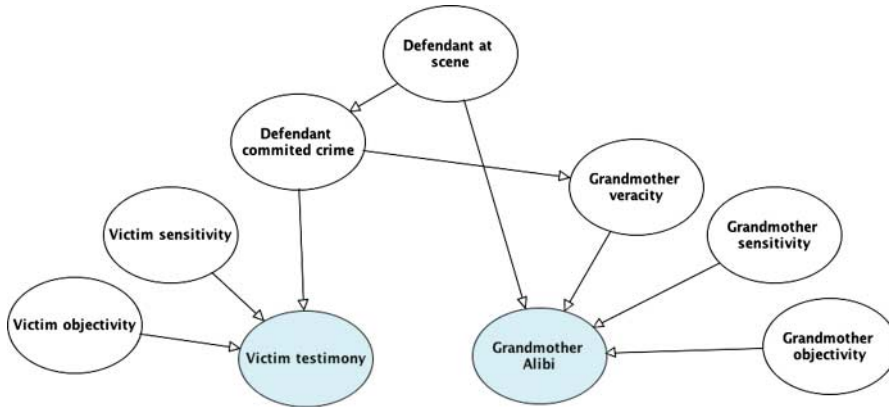 Defendant at
scene
Defendant
commited crime
Grandmother
veracity
Victim sensitivity
Grandmother
sensitivity
Victim objectivity
Victim testimony
Grandmother
Alibi
Grandmother
objectivity